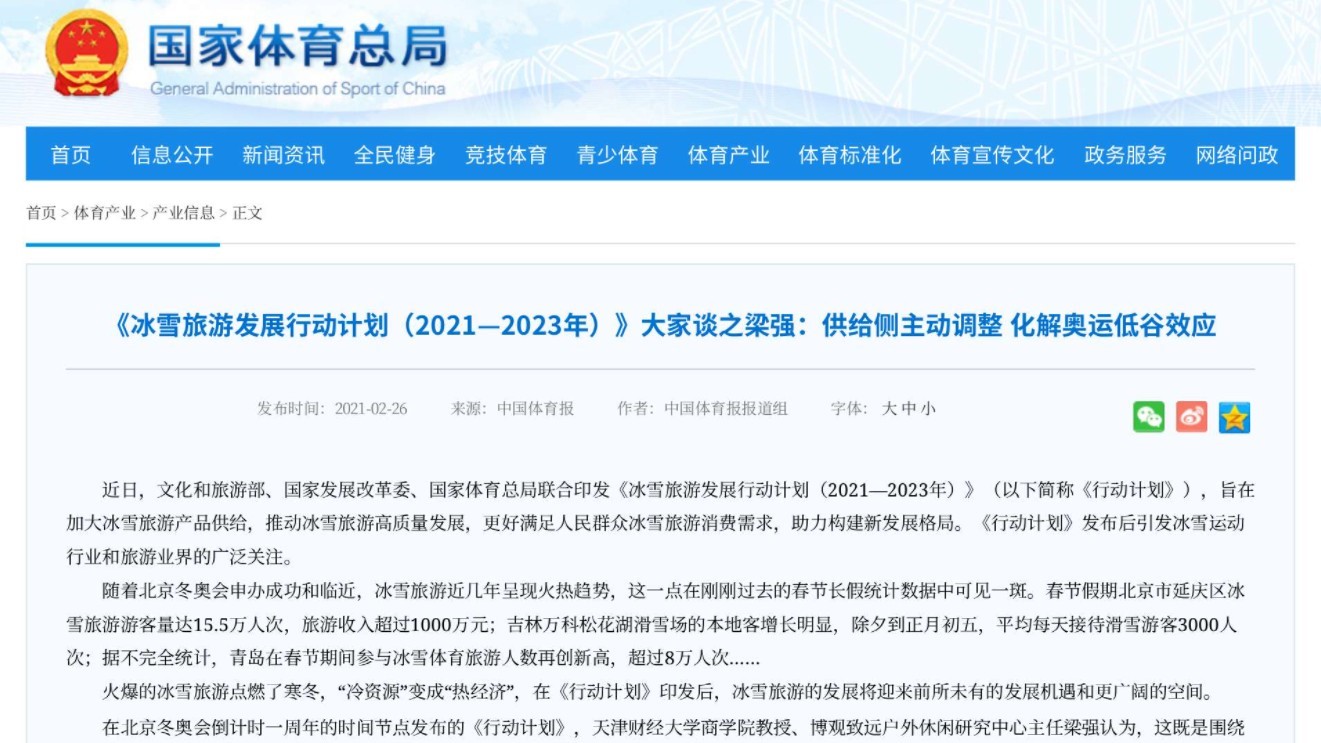 国家体育总局
General Administration of Sport of China
首页 信息公开 新闻资讯 全民健身 竞技体育 青少体育 体育产业 体育标准化 体育宣传文化 政务服务 网络问政
首页 > 体育产业 > 产业信息 > 正文
《冰雪旅游发展行动计划（2021—2023年）》大家谈之梁强：供给侧主动调整 化解奥运低谷效应
发布时间：2021-02-26 来源：中国体育报 作者：中国体育报报道组 字体： 大 中 小
近日，文化和旅游部、国家发展改革委、国家体育总局联合印发《冰雪旅游发展行动计划（2021—2023年）》（以下简称《行动计划》），旨在
加大冰雪旅游产品供给，推动冰雪旅游高质量发展，更好满足人民群众冰雪旅游消费需求，助力构建新发展格局。《行动计划》发布后引发冰雪运动
行业和旅游业界的广泛关注。
随着北京冬奥会申办成功和临近，冰雪旅游近几年呈现火热趋势，这一点在刚刚过去的春节长假统计数据中可见一斑。春节假期北京市延庆区冰
雪旅游游客量达15.5万人次，旅游收入超过1000万元；吉林万科松花湖滑雪场的本地客增长明显，除夕到正月初五，平均每天接待滑雪游客3000人
次；据不完全统计，青岛在春节期间参与冰雪体育旅游人数再创新高，超过8万人次……
火爆的冰雪旅游点燃了寒冬，“冷资源”变成“热经济”，在《行动计划》印发后，冰雪旅游的发展将迎来前所未有的发展机遇和更广阔的空间。
在北京冬奥会倒计时一周年的时间节点发布的《行动计划》，天津财经大学商学院教授、博观致远户外休闲研究中心主任梁强认为，这既是围绕